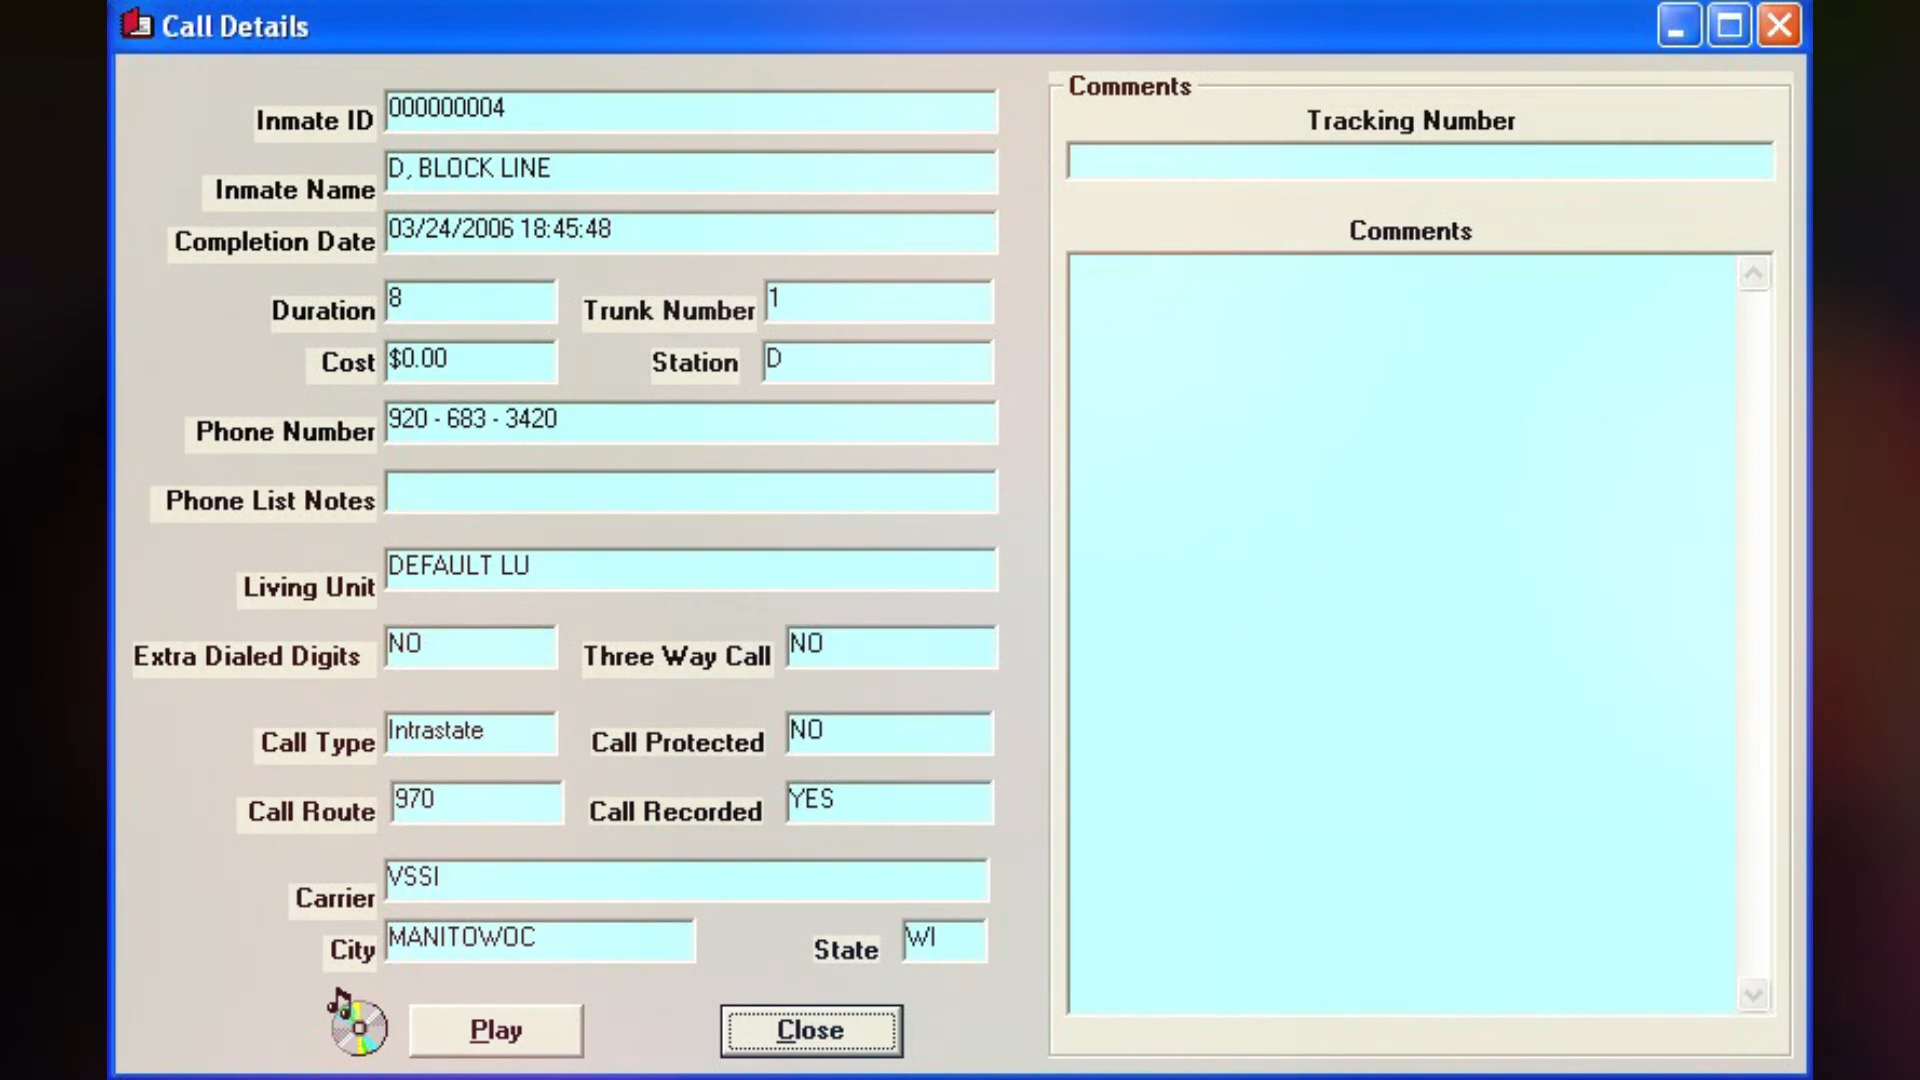 Call Details
Inmate ID 000000004
Inmate Name D, BLOCK LINE
Completion Date 03/24/2006 18:45:48
Duration 8 Trunk Number 1
Cost $0.00 Station D
Phone Number 920 - 683 - 3420
Phone List Notes
Living Unit DEFAULT LU
Extra Dialed Digits NO Three Way Call NO
Call Type Intrastate Call Protected NO
Call Route 970 Call Recorded YES
Carrier VSSI
City MANITOWOC State WI
Play Close
Comments
Tracking Number
Comments